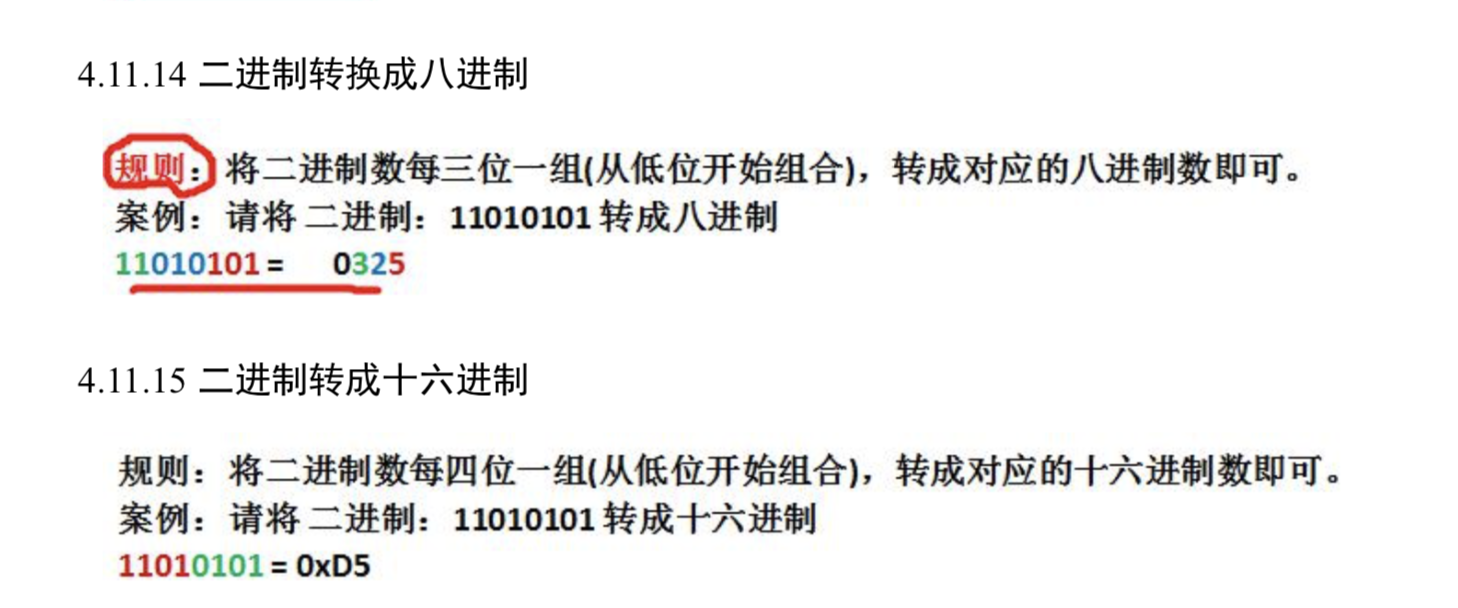 4.11.14 二进制转换成八进制
规则：将二进制数每三位一组(从低位开始组合)，转成对应的八进制数即可。
案例：请将 二进制：11010101 转成八进制
11010101 = 0325
4.11.15 二进制转成十六进制
规则：将二进制数每四位一组(从低位开始组合)，转成对应的十六进制数即可。
案例：请将 二进制：11010101 转成十六进制
11010101 = 0xD5